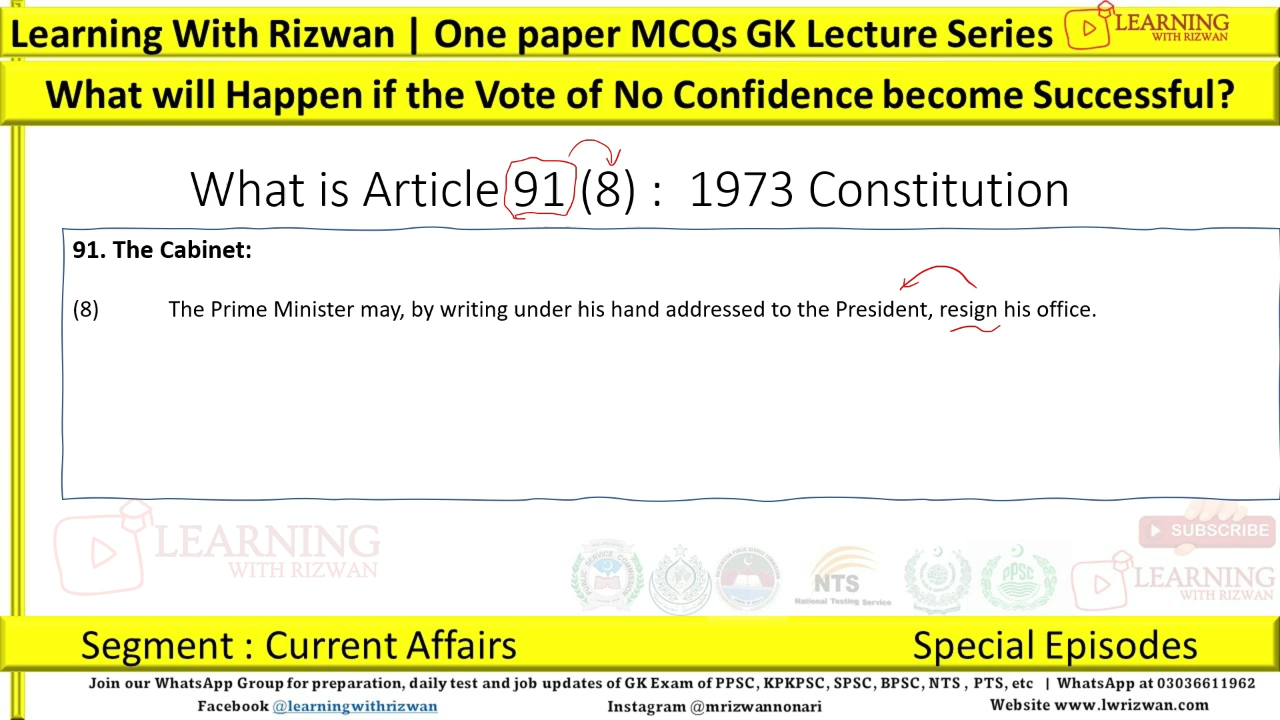 Learning With Rizwan | One paper MCQs GK Lecture Series
LEARNING
WITH RIZWAN
What will Happen if the Vote of No Confidence become Successful?
What is Article 91 (8) : 1973 Constitution
91. The Cabinet:
(8) The Prime Minister may, by writing under his hand addressed to the President, resign his office.
LEARNING
WITH RIZWAN
NTS
National Testing Service
PPSC
SUBSCRIBE
LEARNING
WITH RIZWAN
Segment : Current Affairs
Special Episodes
Join our WhatsApp Group for preparation, daily test and job updates of GK Exam of PPSC, KPKPSC, SPSC, BPSC, NTS , PTS, etc | WhatsApp at 03036611962
Facebook @learningwithrizwan
Instagram @mrizwannonari
Website www.lwrizwan.com